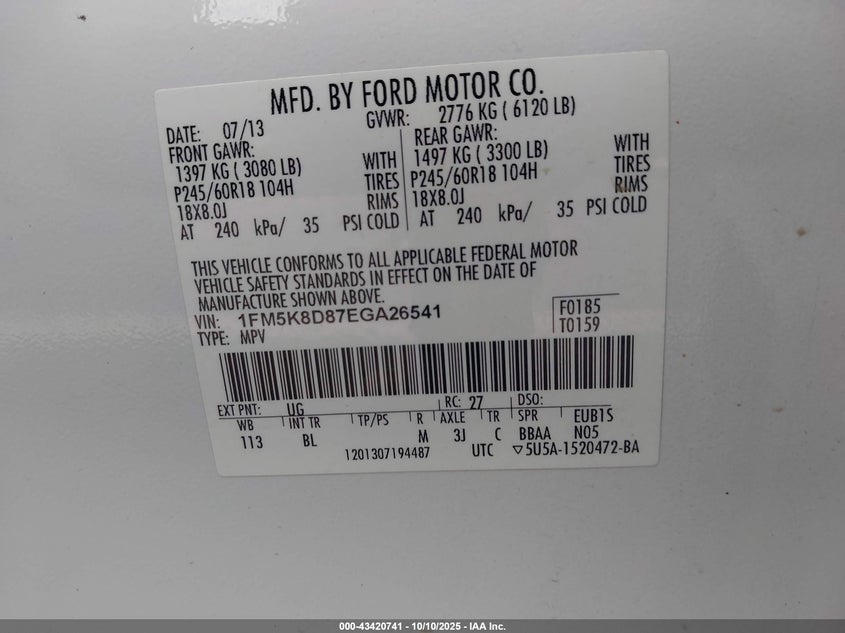 MFD. BY FORD MOTOR CO.
DATE: 07/13 GVWR: 2776 KG ( 6120 LB)
FRONT GAWR: REAR GAWR:
1397 KG ( 3080 LB) WITH 1497 KG ( 3300 LB) WITH
P245/60R18 104H TIRES P245/60R18 104H TIRES
18X8.0J RIMS 18X8.0J RIMS
AT 240 kPa/ 35 PSI COLD AT 240 kPa/ 35 PSI COLD
THIS VEHICLE CONFORMS TO ALL APPLICABLE FEDERAL MOTOR
VEHICLE SAFETY STANDARDS IN EFFECT ON THE DATE OF
MANUFACTURE SHOWN ABOVE.
VIN: 1FM5K8D87EGA26541 F0185
TYPE: MPV T0159
EXT PNT: UG RC: 27 DSO:
WB INT TR TP/PS R AXLE TR SPR EUB1S
113 BL M 3J C BBAA N05
1201307194487 UTC ▽5U5A-1520472-BA
000-43420741 - 10/10/2025 - IAA Inc.